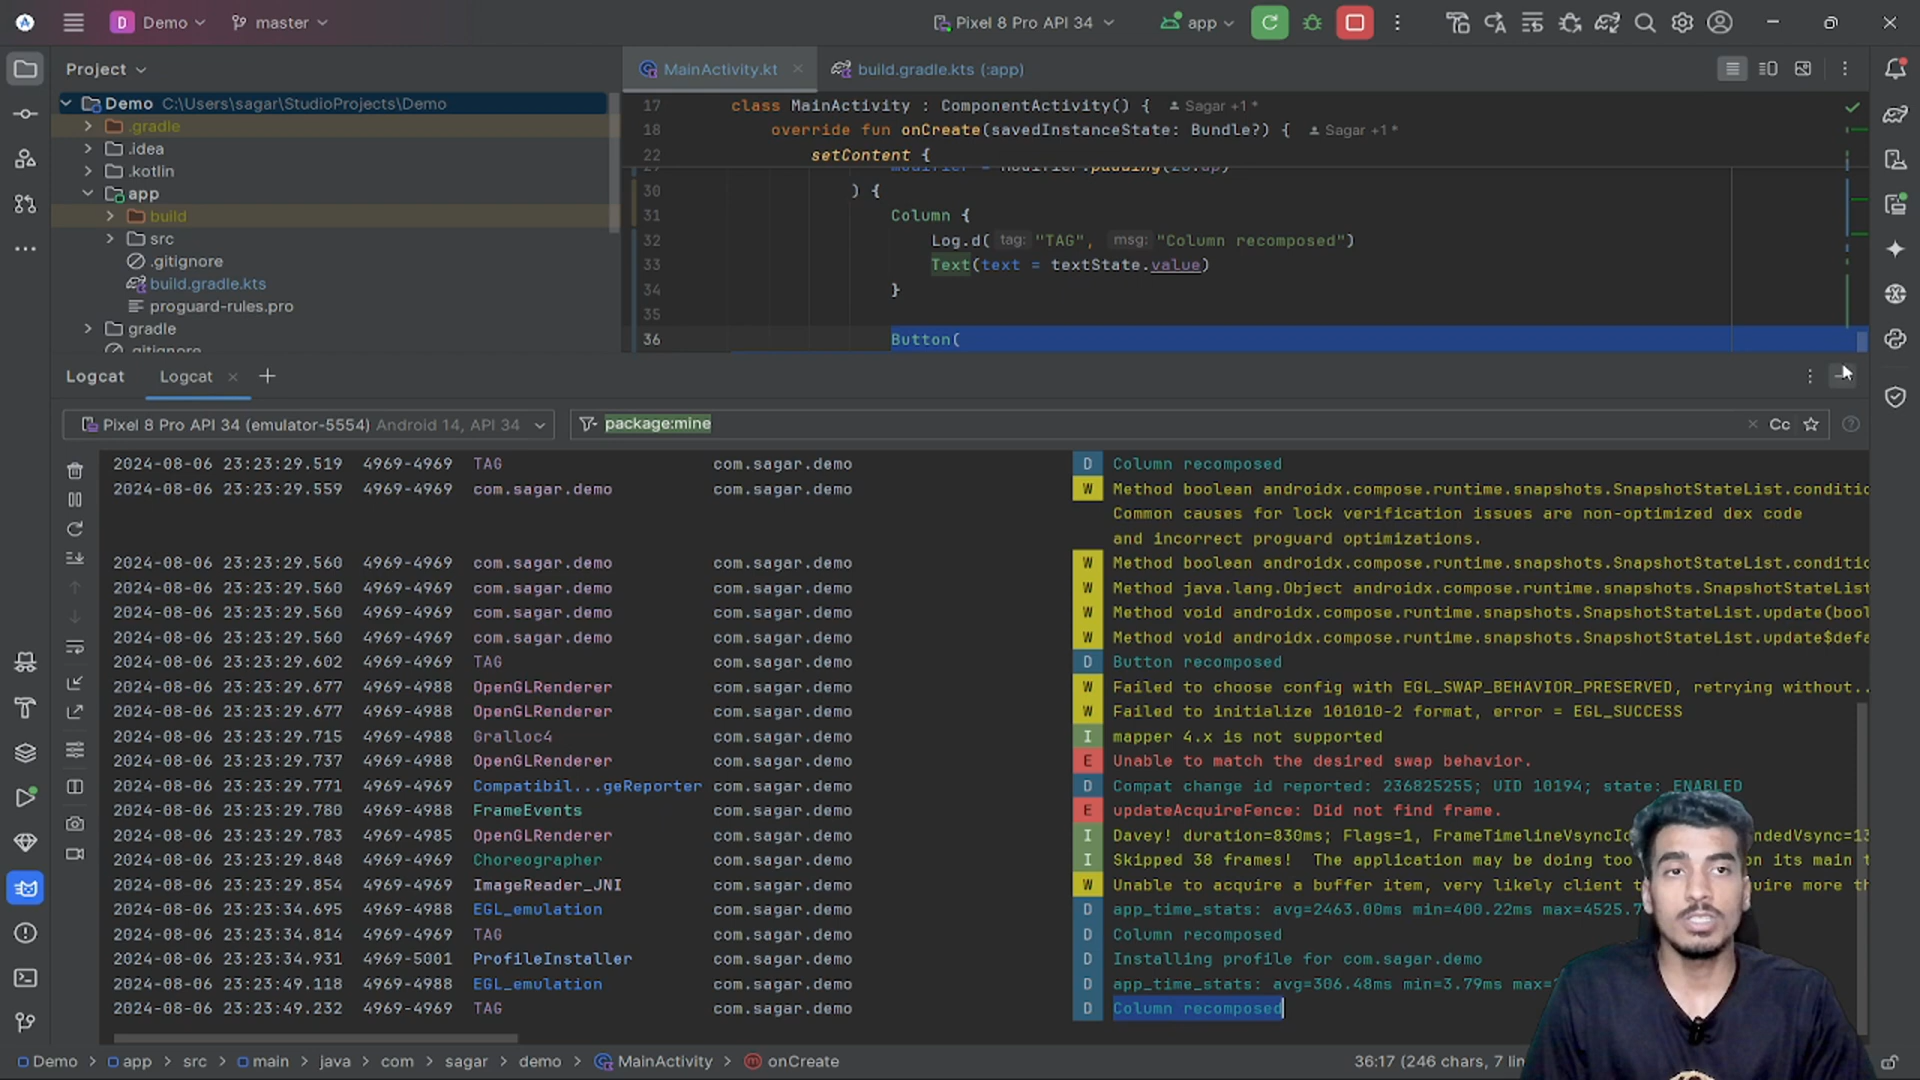 D Demo master Pixel 8 Pro API 34 app
Project
MainActivity.kt build.gradle.kts (:app)
Demo C:\Users\sagar\StudioProjects\Demo
.gradle
.idea
.kotlin
app
build
src
.gitignore
build.gradle.kts
proguard-rules.pro
gradle
.gitignore
17 class MainActivity : ComponentActivity() { Sagar +1 *
18 override fun onCreate(savedInstanceState: Bundle?) { Sagar +1 *
22 setContent {
30 ) {
31 Column {
32 Log.d( tag: "TAG", msg: "Column recomposed")
33 Text(text = textState.value)
34 }
35
36 Button(
Logcat Logcat
Pixel 8 Pro API 34 (emulator-5554) Android 14, API 34 package:mine Cc
2024-08-06 23:23:29.519 4969-4969 TAG com.sagar.demo D Column recomposed
2024-08-06 23:23:29.559 4969-4969 com.sagar.demo com.sagar.demo W Method boolean androidx.compose.runtime.snapshots.SnapshotStateList.conditio
Common causes for lock verification issues are non-optimized dex code
and incorrect proguard optimizations.
2024-08-06 23:23:29.560 4969-4969 com.sagar.demo com.sagar.demo W Method boolean androidx.compose.runtime.snapshots.SnapshotStateList.conditio
2024-08-06 23:23:29.560 4969-4969 com.sagar.demo com.sagar.demo W Method java.lang.Object androidx.compose.runtime.snapshots.SnapshotStateList
2024-08-06 23:23:29.560 4969-4969 com.sagar.demo com.sagar.demo W Method void androidx.compose.runtime.snapshots.SnapshotStateList.update(bool
2024-08-06 23:23:29.560 4969-4969 com.sagar.demo com.sagar.demo W Method void androidx.compose.runtime.snapshots.SnapshotStateList.update$defa
2024-08-06 23:23:29.602 4969-4969 TAG com.sagar.demo D Button recomposed
2024-08-06 23:23:29.677 4969-4988 OpenGLRenderer com.sagar.demo W Failed to choose config with EGL_SWAP_BEHAVIOR_PRESERVED, retrying without..
2024-08-06 23:23:29.677 4969-4988 OpenGLRenderer com.sagar.demo W Failed to initialize 101010-2 format, error = EGL_SUCCESS
2024-08-06 23:23:29.715 4969-4988 Gralloc4 com.sagar.demo I mapper 4.x is not supported
2024-08-06 23:23:29.737 4969-4988 OpenGLRenderer com.sagar.demo E Unable to match the desired swap behavior.
2024-08-06 23:23:29.771 4969-4988 Compatibil...geReporter com.sagar.demo D Compat change id reported: 236825255; UID 10194; state: ENABLED
2024-08-06 23:23:29.780 4969-4988 FrameEvents com.sagar.demo E updateAcquireFence: Did not find frame.
2024-08-06 23:23:29.783 4969-4985 OpenGLRenderer com.sagar.demo I Davey! duration=830ms; Flags=1, FrameTimelineVsyncId ndedVsync=13
2024-08-06 23:23:29.848 4969-4969 Choreographer com.sagar.demo I Skipped 38 frames! The application may be doing too on its main t
2024-08-06 23:23:29.854 4969-4969 ImageReader_JNI com.sagar.demo W Unable to acquire a buffer item, very likely client t quire more th
2024-08-06 23:23:34.695 4969-4988 EGL_emulation com.sagar.demo D app_time_stats: avg=2463.00ms min=400.22ms max=4525.7
2024-08-06 23:23:34.814 4969-4969 TAG com.sagar.demo D Column recomposed
2024-08-06 23:23:34.931 4969-5001 ProfileInstaller com.sagar.demo D Installing profile for com.sagar.demo
2024-08-06 23:23:49.118 4969-4988 EGL_emulation com.sagar.demo D app_time_stats: avg=306.48ms min=3.79ms max=
2024-08-06 23:23:49.232 4969-4969 TAG com.sagar.demo D Column recomposed
Demo > app > src > main > java > com > sagar > demo > MainActivity > onCreate 36:17 (246 chars, 7 lin